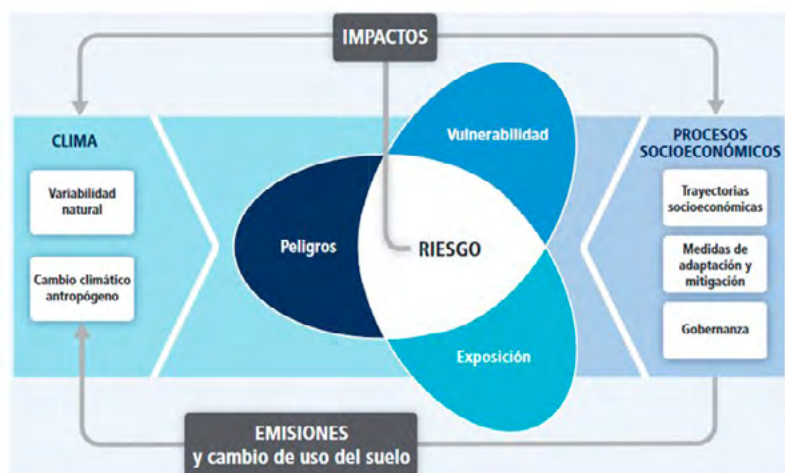 IMPACTOS
CLIMA
Variabilidad
natural
Cambio climático
antropógeno
Peligros
Vulnerabilidad
RIESGO
Exposición
PROCESOS
SOCIOECONÓMICOS
Trayectorias
socioeconómicas
Medidas de
adaptación y
mitigación
Gobernanza
EMISIONES
y cambio de uso del suelo